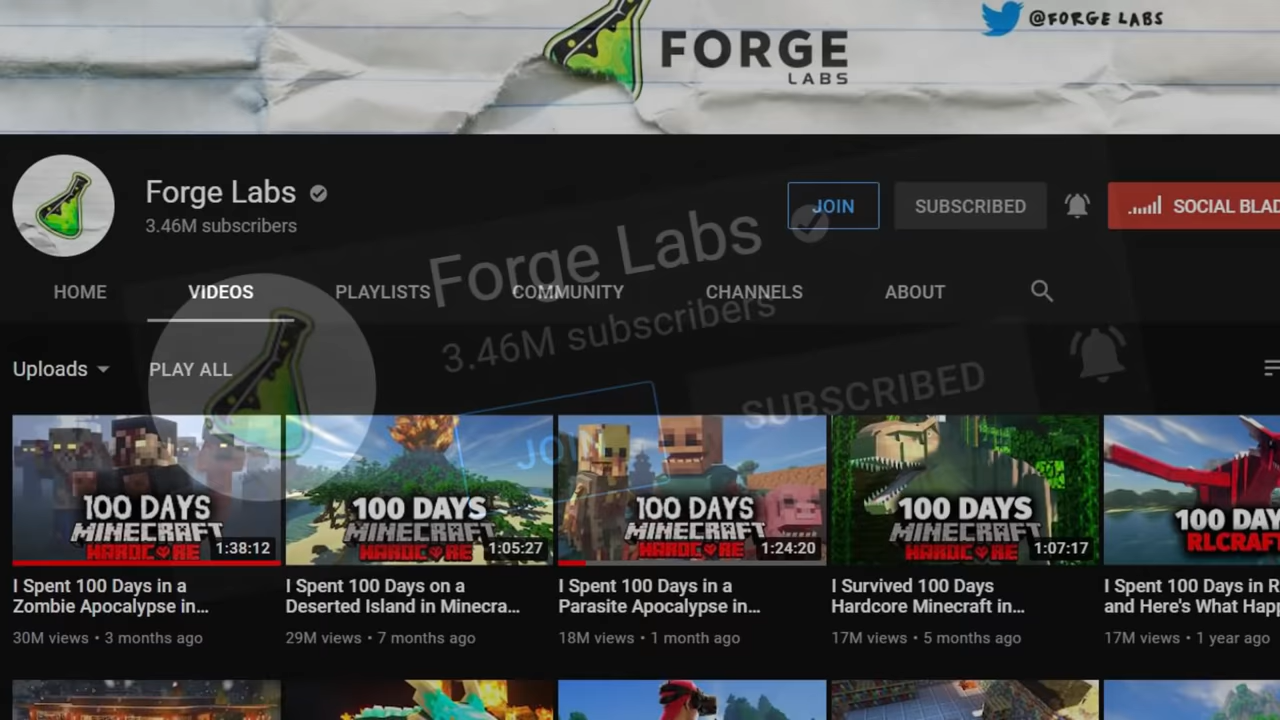 @FORGE LABS
FORGE
LABS
Forge Labs
3.46M subscribers
JOIN
SUBSCRIBED
SOCIAL BLAD
Forge Labs
3.46M subscribers
HOME
VIDEOS
PLAYLISTS
COMMUNITY
CHANNELS
ABOUT
Uploads
PLAY ALL
SUBSCRIBED
JOIN
100 DAYS
MINECRAFT
HARDCORE
1:38:12
100 DAYS
MINECRAFT
HARDCORE
1:05:27
100 DAYS
MINECRAFT
HARDCORE
1:24:20
100 DAYS
MINECRAFT
HARDCORE
1:07:17
100 DAY
RLCRAFT
I Spent 100 Days in a
Zombie Apocalypse in...
30M views • 3 months ago
I Spent 100 Days on a
Deserted Island in Minecra...
29M views • 7 months ago
I Spent 100 Days in a
Parasite Apocalypse in...
18M views • 1 month ago
I Survived 100 Days
Hardcore Minecraft in...
17M views • 5 months ago
I Spent 100 Days in R
and Here's What Happ
17M views • 1 year ago